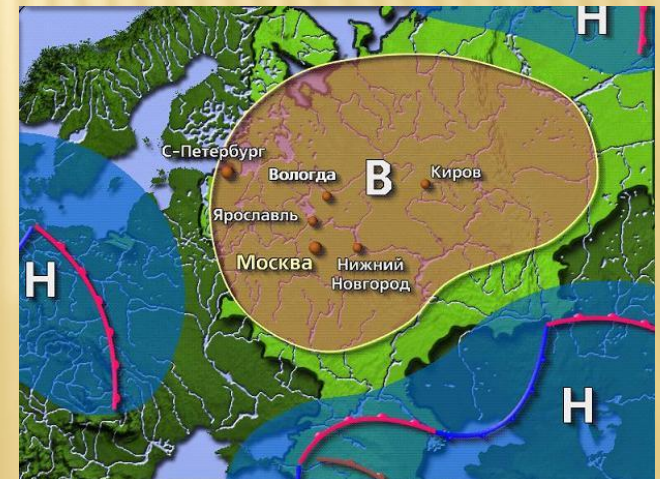 Н
С-Петербург
Вологда
В
Киров
Ярославль
Москва
Нижний
Новгород
Н
Н